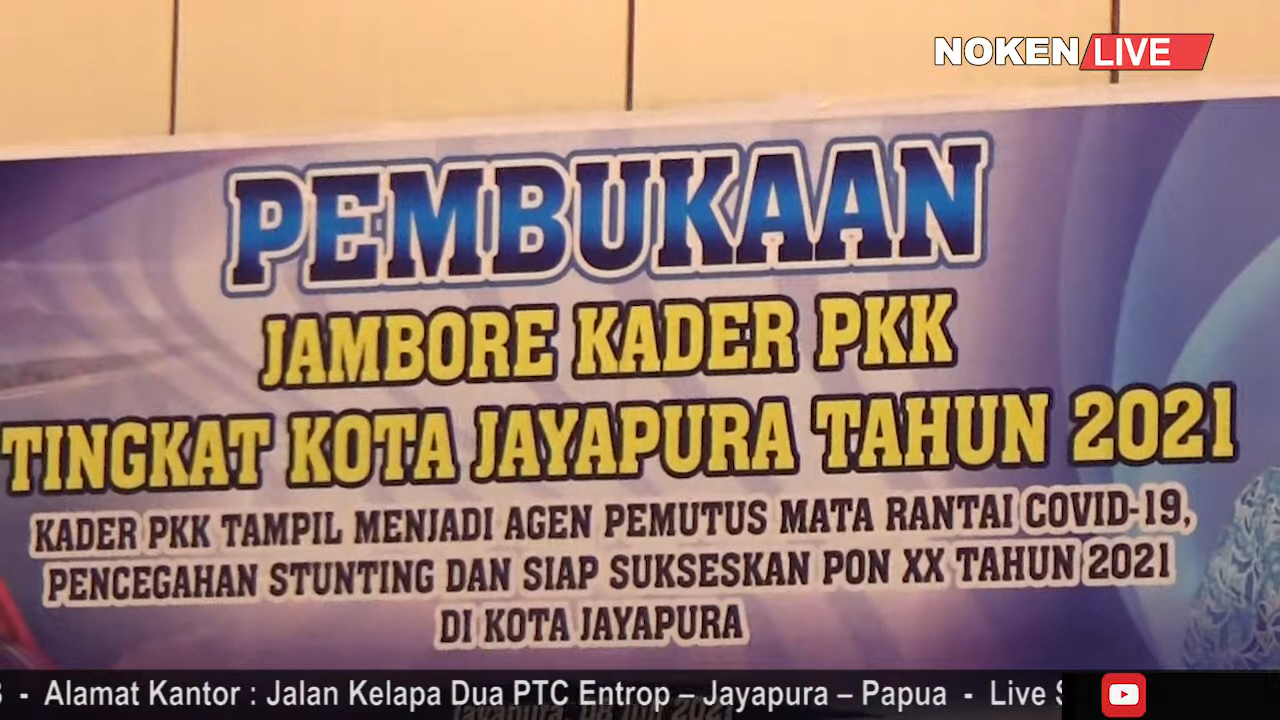 NOKEN LIVE
PEMBUKAAN
JAMBORE KADER PKK
TINGKAT KOTA JAYAPURA TAHUN 2021
KADER PKK TAMPIL MENJADI AGEN PEMUTUS MATA RANTAI COVID-19,
PENCEGAHAN STUNTING DAN SIAP SUKSESKAN PON XX TAHUN 2021
DI KOTA JAYAPURA
- Alamat Kantor : Jalan Kelapa Dua PTC Entrop – Jayapura – Papua - Live